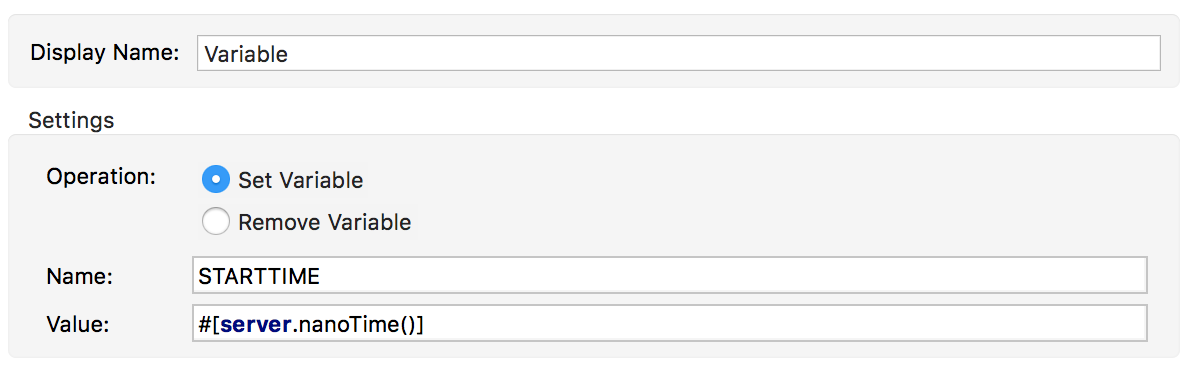 Display Name: Variable
Settings
Operation: Set Variable
Remove Variable
Name: STARTTIME
Value: #[server.nanoTime()]